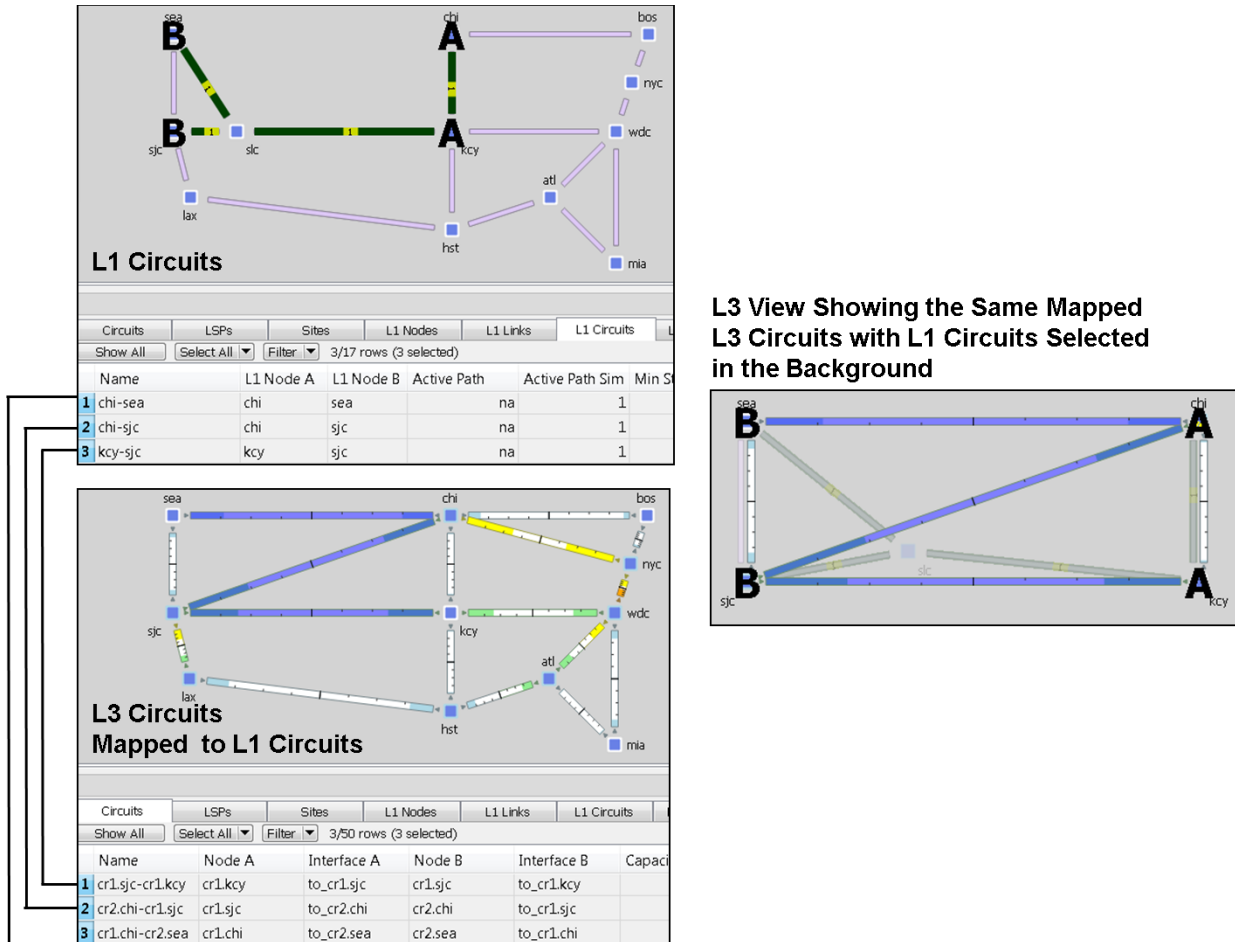 sea
chi
bos
B
A
nyc
B
A
wdc
sjc
slc
kcy
atl
lax
hst
mia
L1 Circuits
Circuits LSPs Sites L1 Nodes L1 Links L1 Circuits L
Show All Select All Filter 3/17 rows (3 selected)
Name L1 Node A L1 Node B Active Path Active Path Sim Min St
1 chi-sea chi sea na 1
2 chi-sjc chi sjc na 1
3 kcy-sjc kcy sjc na 1
sea
chi
bos
nyc
wdc
sjc
kcy
atl
lax
hst
mia
L3 Circuits
Mapped to L1 Circuits
Circuits LSPs Sites L1 Nodes L1 Links L1 Circuits
Show All Select All Filter 3/50 rows (3 selected)
Name Node A Interface A Node B Interface B Capaci
1 cr1.sjc-cr1.kcy cr1.kcy to_cr1.sjc cr1.sjc to_cr1.kcy
2 cr2.chi-cr1.sjc cr1.sjc to_cr2.chi cr2.chi to_cr1.sjc
3 cr1.chi-cr2.sea cr1.chi to_cr2.sea cr2.sea to_cr1.chi
L3 View Showing the Same Mapped
L3 Circuits with L1 Circuits Selected
in the Background
sea
chi
B
A
slc
B
A
sjc
kcy